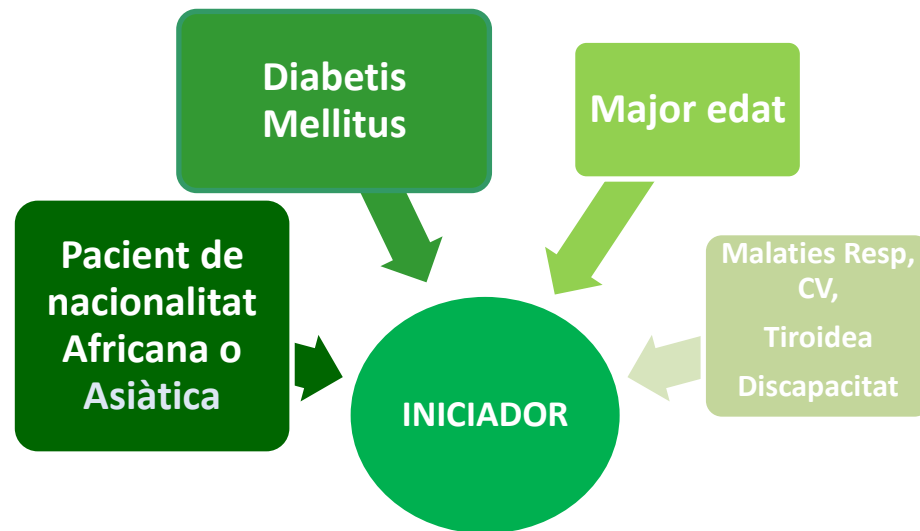 Diabetis
Mellitus
Major edat
Pacient de
nacionalitat
Africana o
Asiàtica
Malaties Resp,
CV,
Tiroidea
Discapacitat
INICIADOR